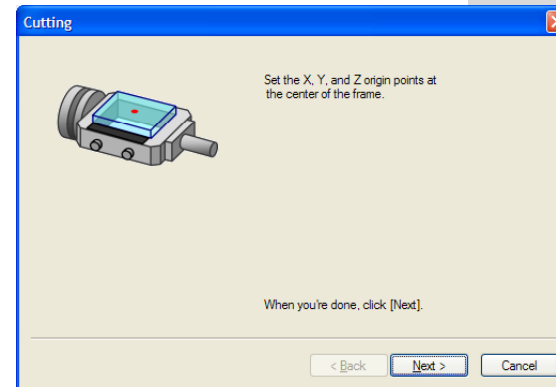 Cutting
Set the X, Y, and Z origin points at
the center of the frame.
When you're done, click [Next].
< Back
Next >
Cancel